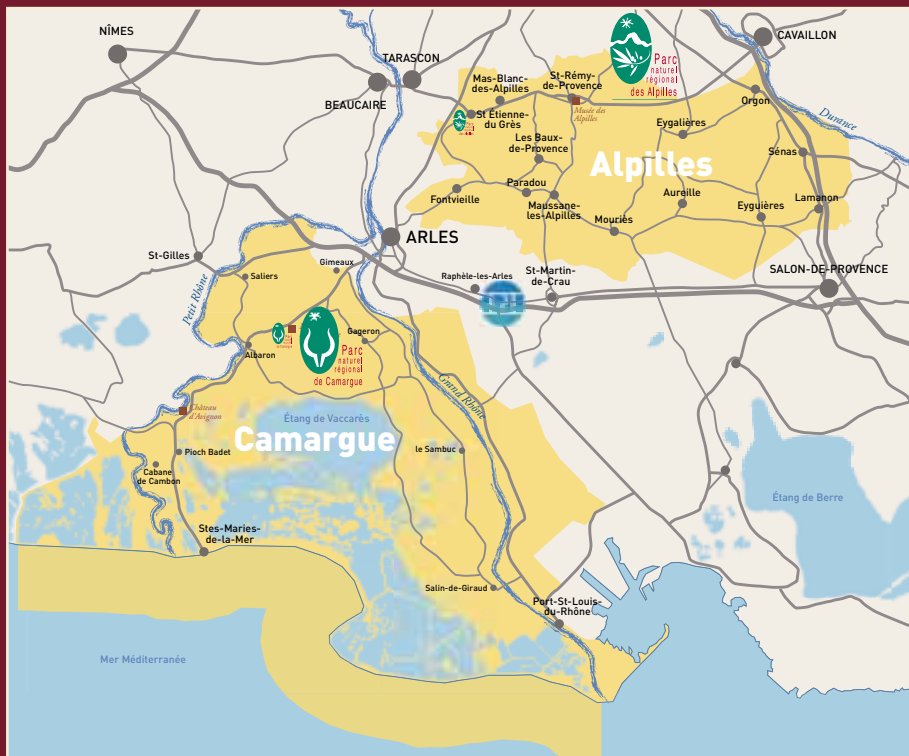 NÎMES
CAVAILLON
TARASCON
BEAUCAIRE
Parc
naturel
régional
des Alpilles
Mas-Blanc-
des-Alpilles
St-Rémy-
de-Provence
Musée des
Alpilles
Orgon
Durance
St Étienne-
du Grès
Eygalières
Les Baux-
de-Provence
Sénas
Alpilles
Paradou
Fontvieille
Maussane-
les-Alpilles
Aureille
Mouriès
Eyguières
Lamanon
ARLES
St-Gilles
Gimeaux
Saliers
Raphèle-les-Arles
St-Martin-
de-Crau
SALON-DE-PROVENCE
Petit Rhône
Gageron
Albaron
Parc
naturel
régional
de Camargue
Grand Rhône
Château
d'Avignon
Étang de Vaccarès
Camargue
Pioch Badet
le Sambuc
Cabane
de Cambon
Étang de Berre
Stes-Maries-
de-la-Mer
Salin-de-Giraud
Port-St-Louis-
du-Rhône
Mer Méditerranée